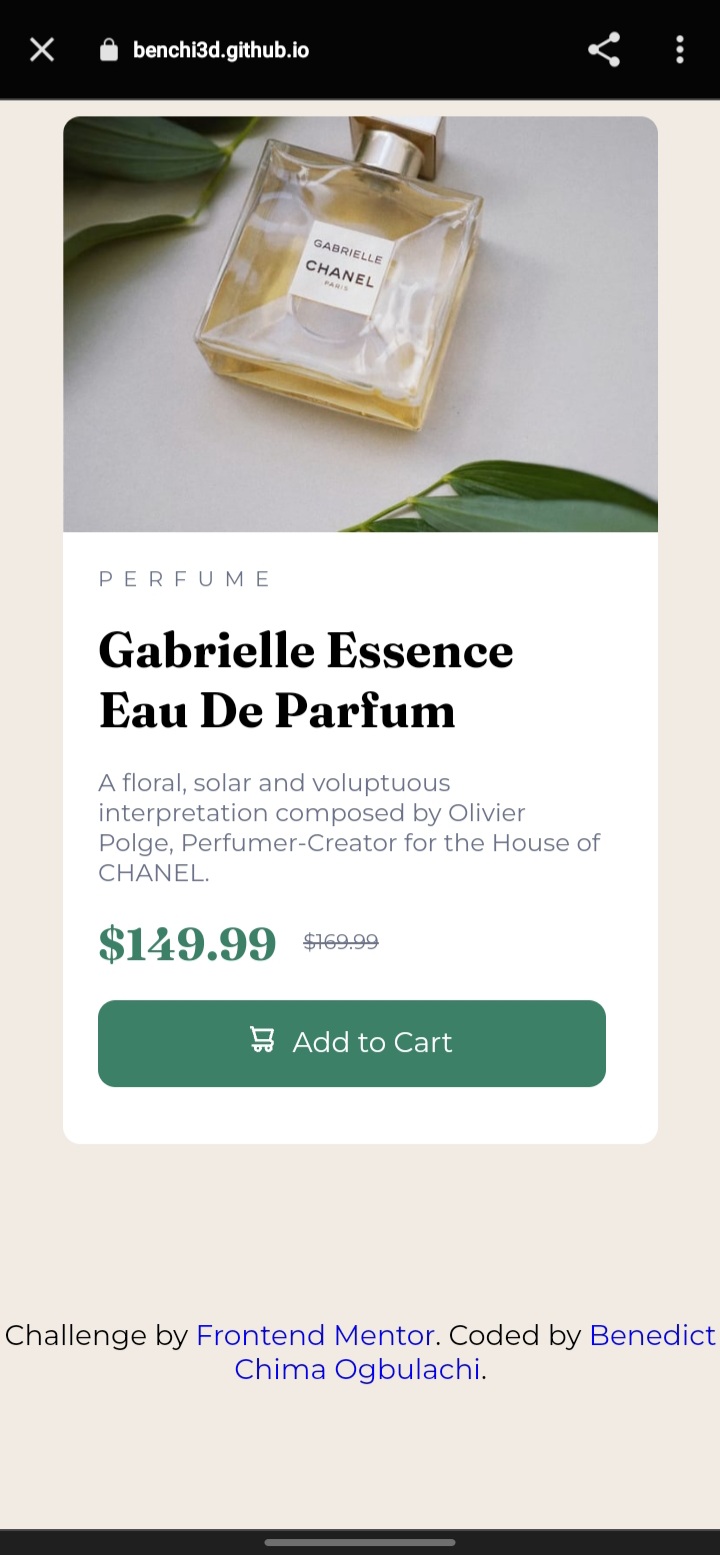 benchi3d.github.io
GABRIELLE
CHANEL
PARIS
PERFUME
Gabrielle Essence
Eau De Parfum
A floral, solar and voluptuous
interpretation composed by Olivier
Polge, Perfumer-Creator for the House of
CHANEL.
$149.99 $169.99
Add to Cart
Challenge by Frontend Mentor. Coded by Benedict
Chima Ogbulachi.